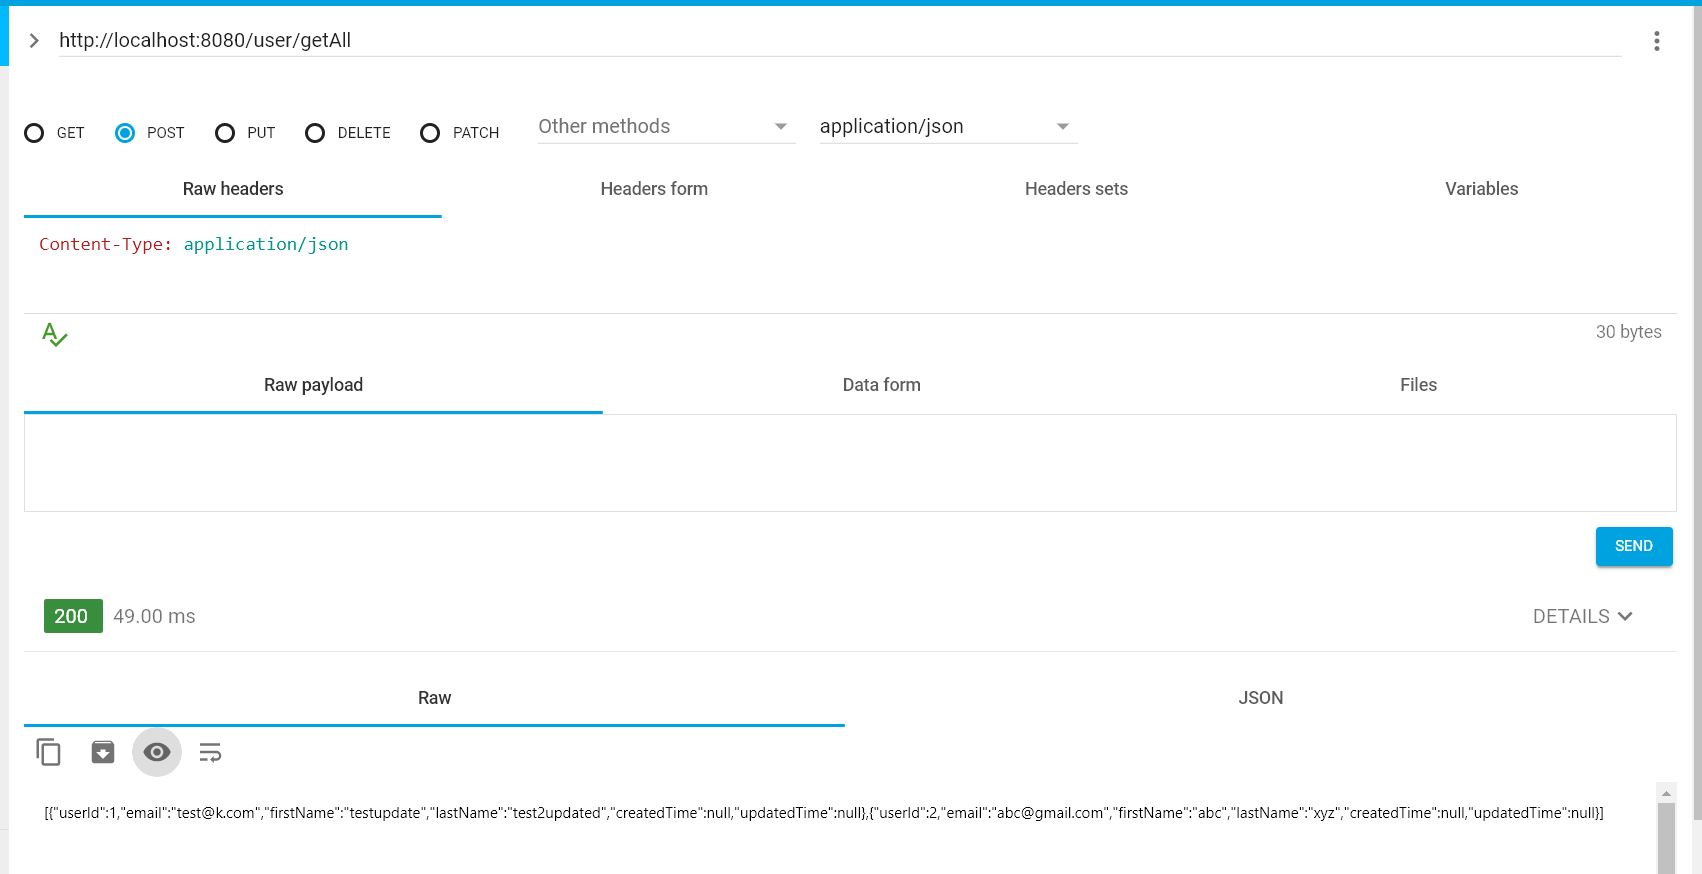 http://localhost:8080/user/getAll
GET POST PUT DELETE PATCH Other methods application/json
Raw headers Headers form Headers sets Variables
Content-Type: application/json
30 bytes
Raw payload Data form Files
SEND
200 49.00 ms DETAILS
Raw JSON
[{"userId":1,"email":"test@k.com","firstName":"testupdate","lastName":"test2updated","createdTime":null,"updatedTime":null},{"userId":2,"email":"abc@gmail.com","firstName":"abc","lastName":"xyz","createdTime":null,"updatedTime":null}]